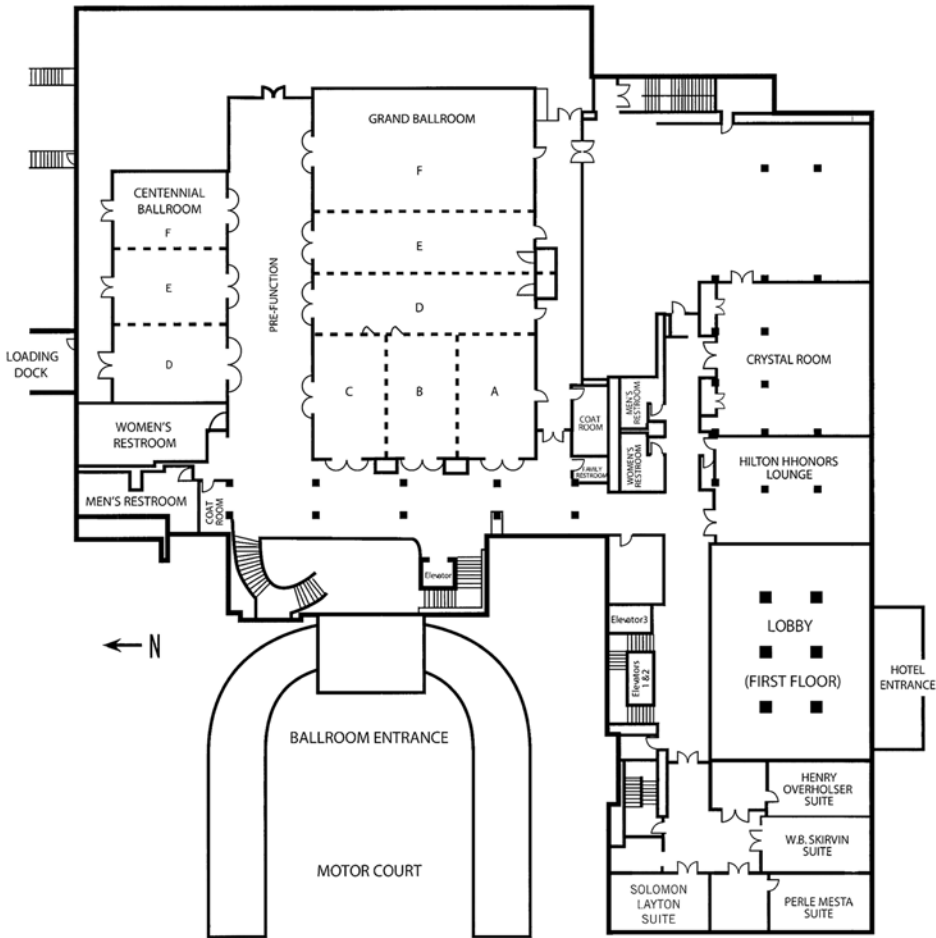 GRAND BALLROOM
F
E
D
C
B
A
CENTENNIAL
BALLROOM
F
E
D
PRE-FUNCTION
LOADING
DOCK
WOMEN'S
RESTROOM
MEN'S RESTROOM
COAT
ROOM
COAT
ROOM
FAMILY
RESTROOM
MEN'S
RESTROOM
WOMEN'S
RESTROOM
CRYSTAL ROOM
HILTON HHONORS
LOUNGE
Elevator
Elevator3
Elevators
1 &2
LOBBY
(FIRST FLOOR)
HOTEL
ENTRANCE
N
BALLROOM ENTRANCE
MOTOR COURT
HENRY
OVERHOLSER
SUITE
W.B. SKIRVIN
SUITE
SOLOMON
LAYTON
SUITE
PERLE MESTA
SUITE